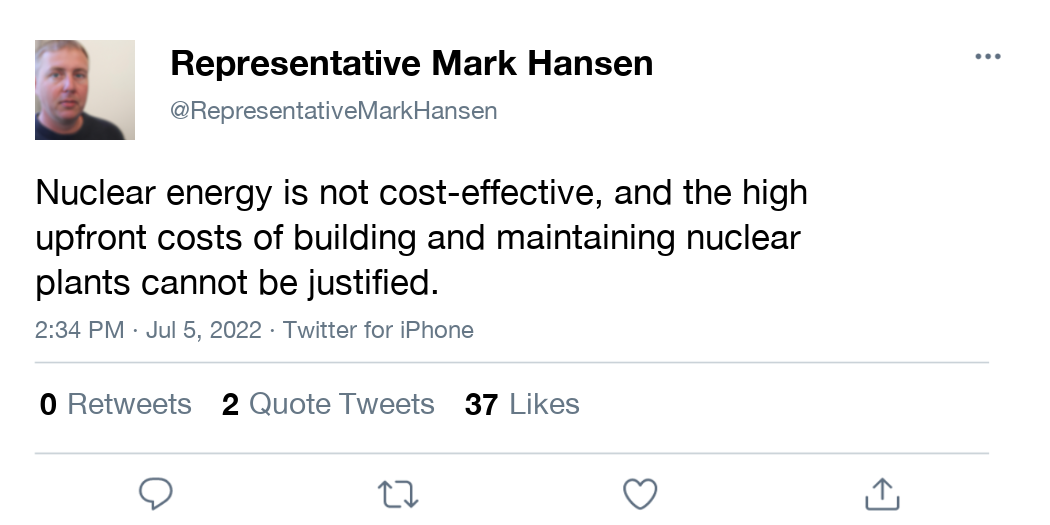 Representative Mark Hansen
@RepresentativeMarkHansen
Nuclear energy is not cost-effective, and the high
upfront costs of building and maintaining nuclear
plants cannot be justified.
2:34 PM · Jul 5, 2022 · Twitter for iPhone
0 Retweets 2 Quote Tweets 37 Likes